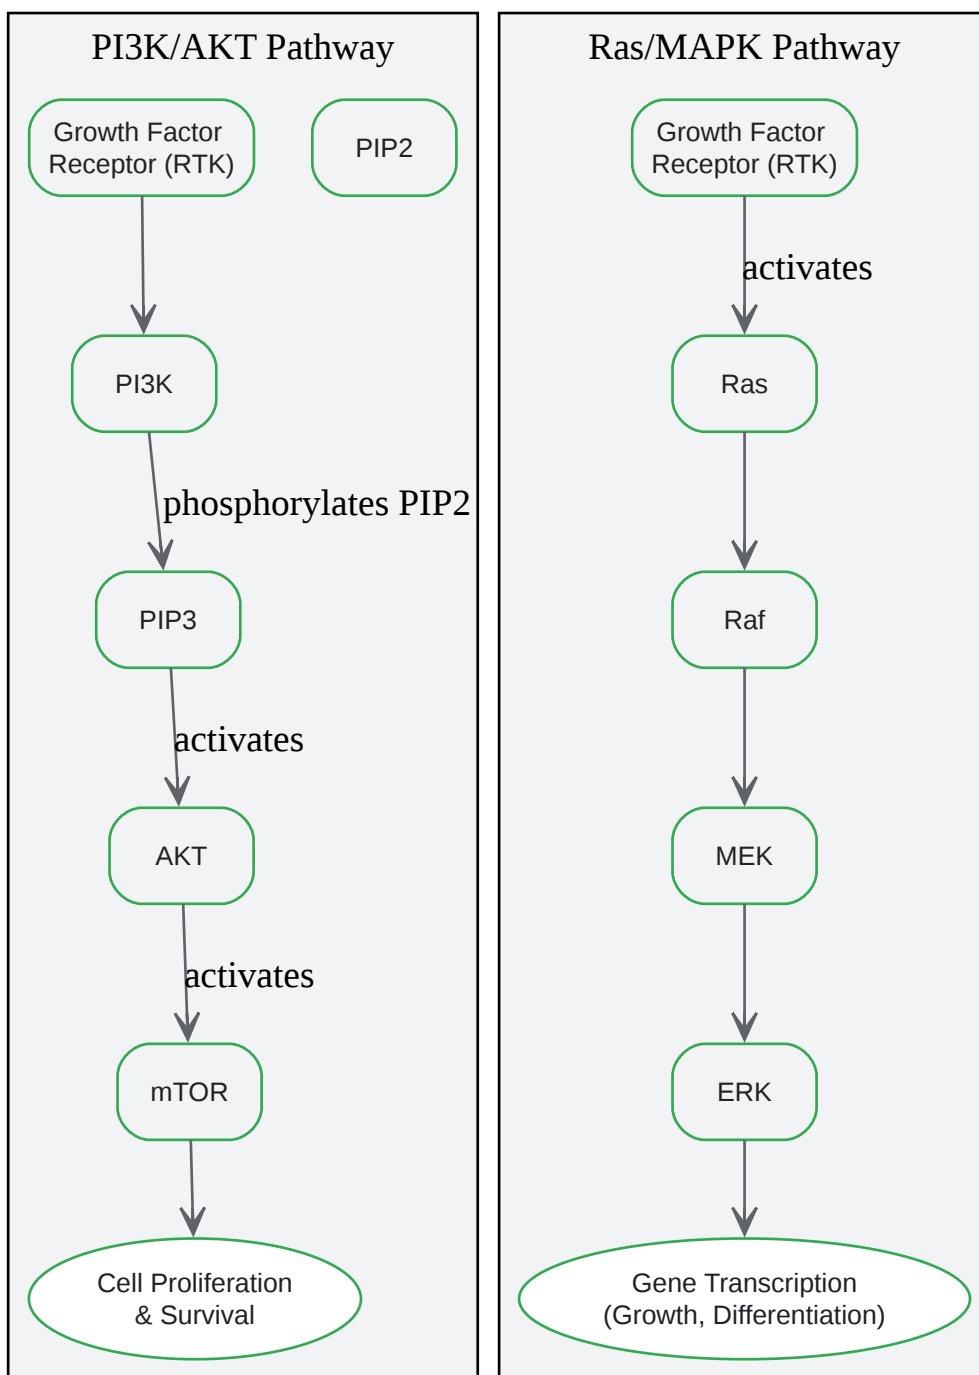 PI3K/AKT Pathway
Growth Factor
Receptor (RTK)
PIP2
PI3K
phosphorylates PIP2
PIP3
activates
AKT
activates
mTOR
Cell Proliferation
& Survival
Ras/MAPK Pathway
Growth Factor
Receptor (RTK)
activates
Ras
Raf
MEK
ERK
Gene Transcription
(Growth, Differentiation)